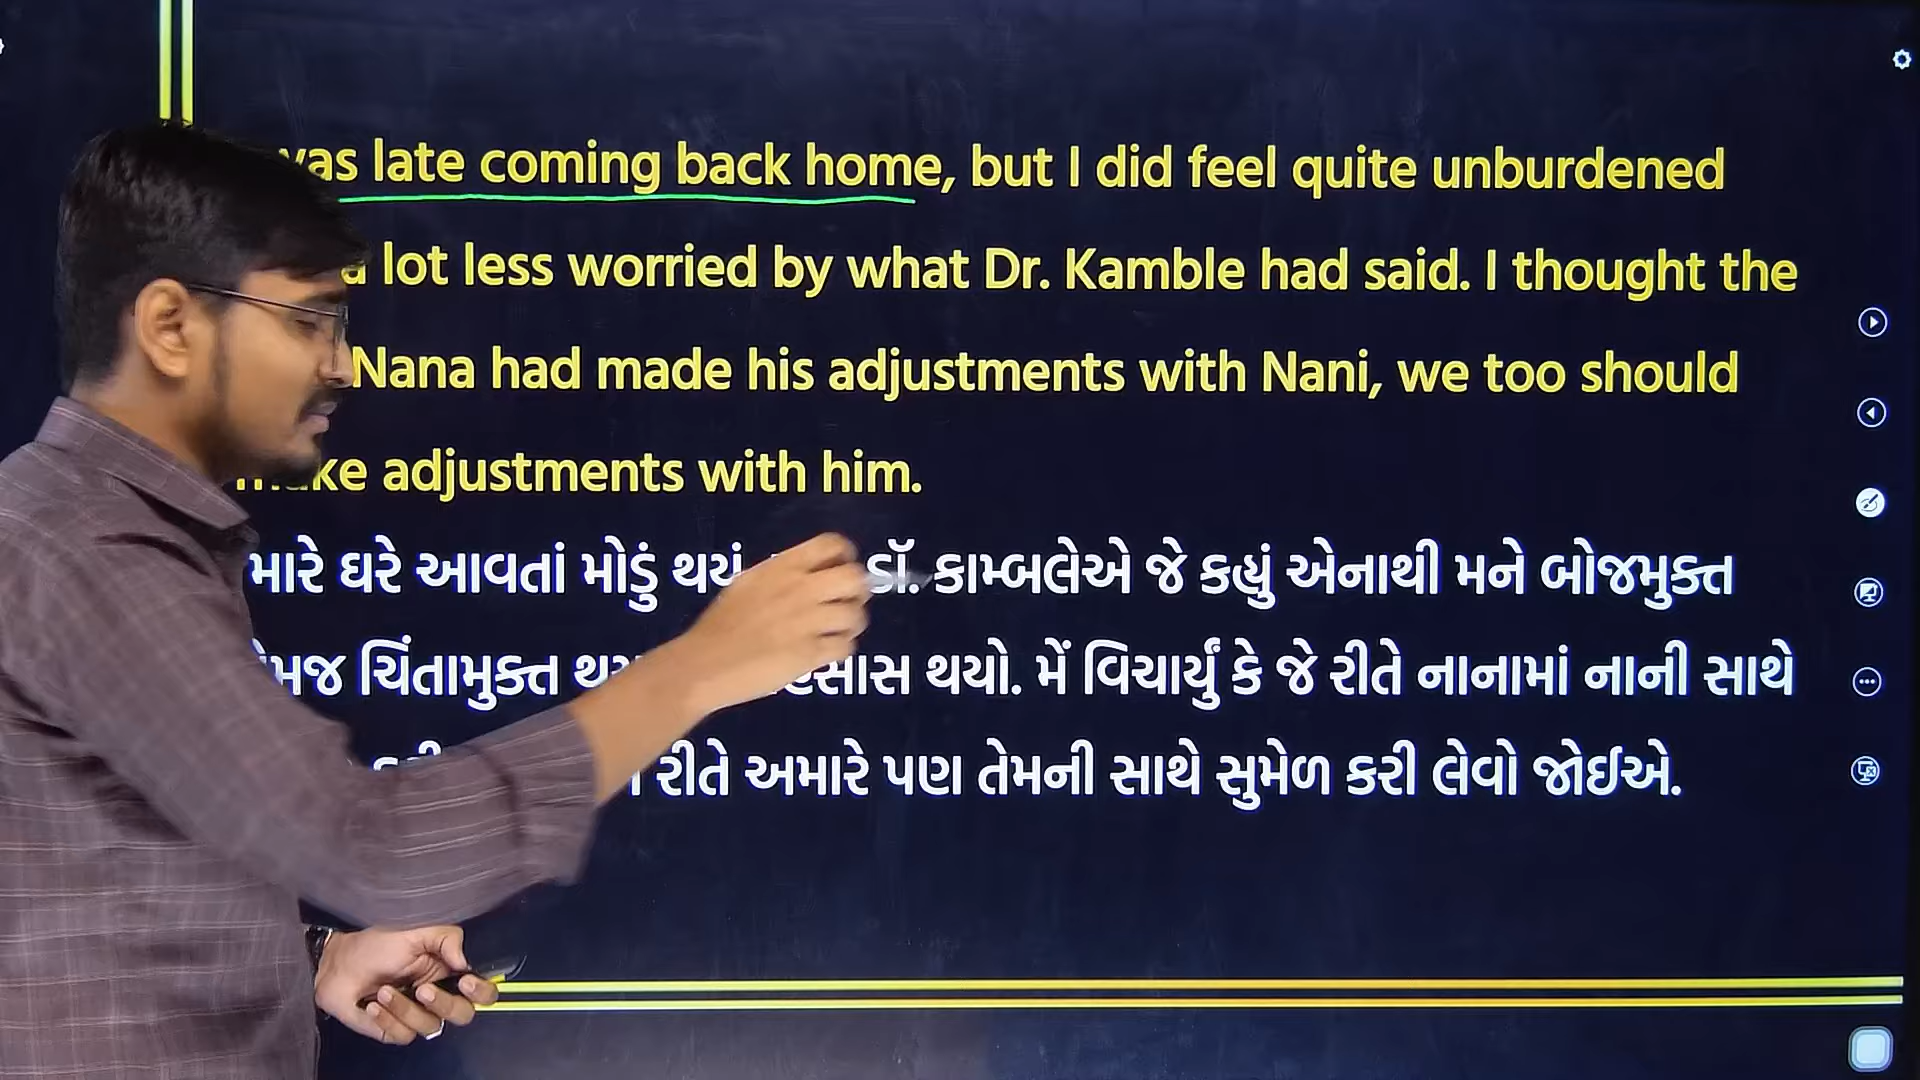 late coming back home, but I did feel quite unburdened
lot less worried by what Dr. Kamble had said. I thought the
Nana had made his adjustments with Nani, we too should
adjustments with him.
મારે ઘરે આવતાં મોડું થયું ડૉ. કામ્બલેએ જે કહ્યું એનાથી મને બોજમુક્ત
ચિંતામુક્ત થયો. મેં વિચાર્યું કે જે રીતે નાનામાં નાની સાથે
રીતે અમારે પણ તેમની સાથે સુમેળ કરી લેવો જોઈએ.